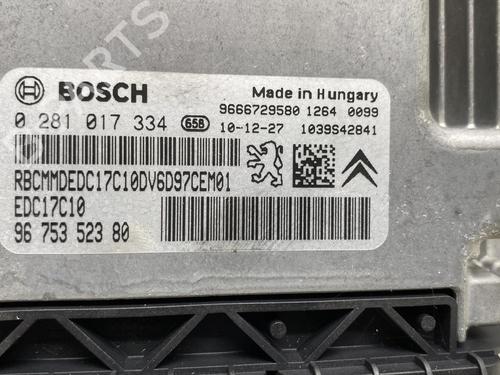 BOSCH
Made in Hungary
9666729580 1264 0099
0 281 017 334 658 10-12-27 1039S42841
RBCMMDEDC17C10DV6D97CEM01
EDC17C10
96 753 523 80
PARTS